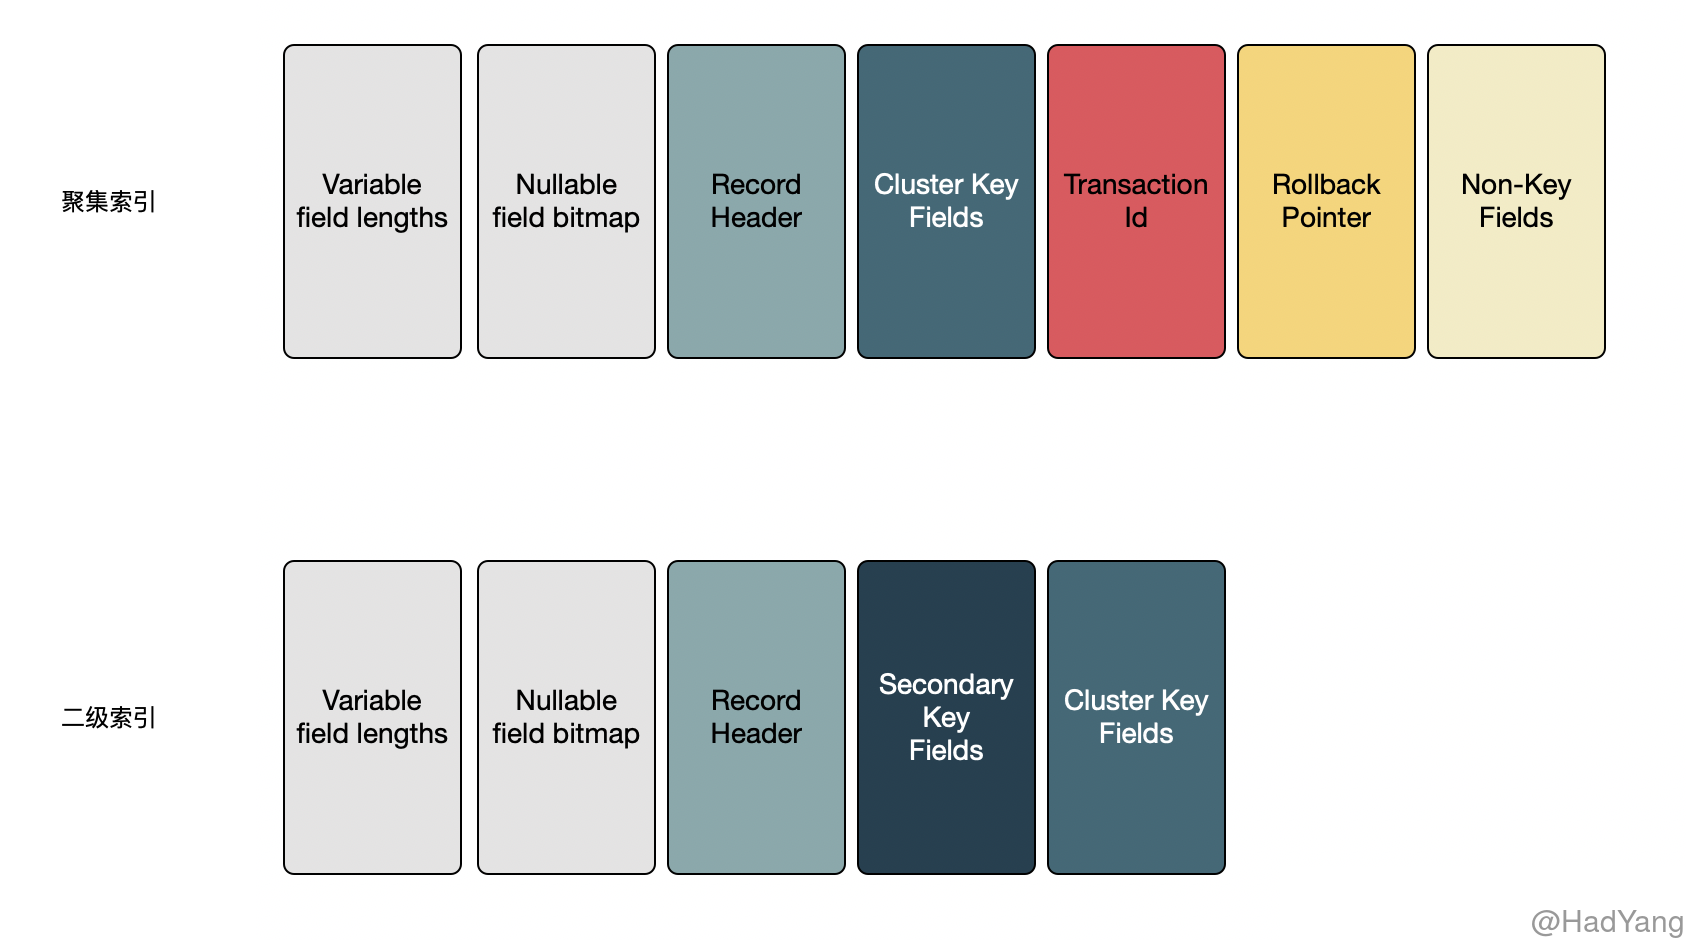 聚集索引
Variable
field lengths
Nullable
field bitmap
Record
Header
Cluster Key
Fields
Transaction
Id
Rollback
Pointer
Non-Key
Fields
二级索引
Variable
field lengths
Nullable
field bitmap
Record
Header
Secondary
Key
Fields
Cluster Key
Fields
@HadYang